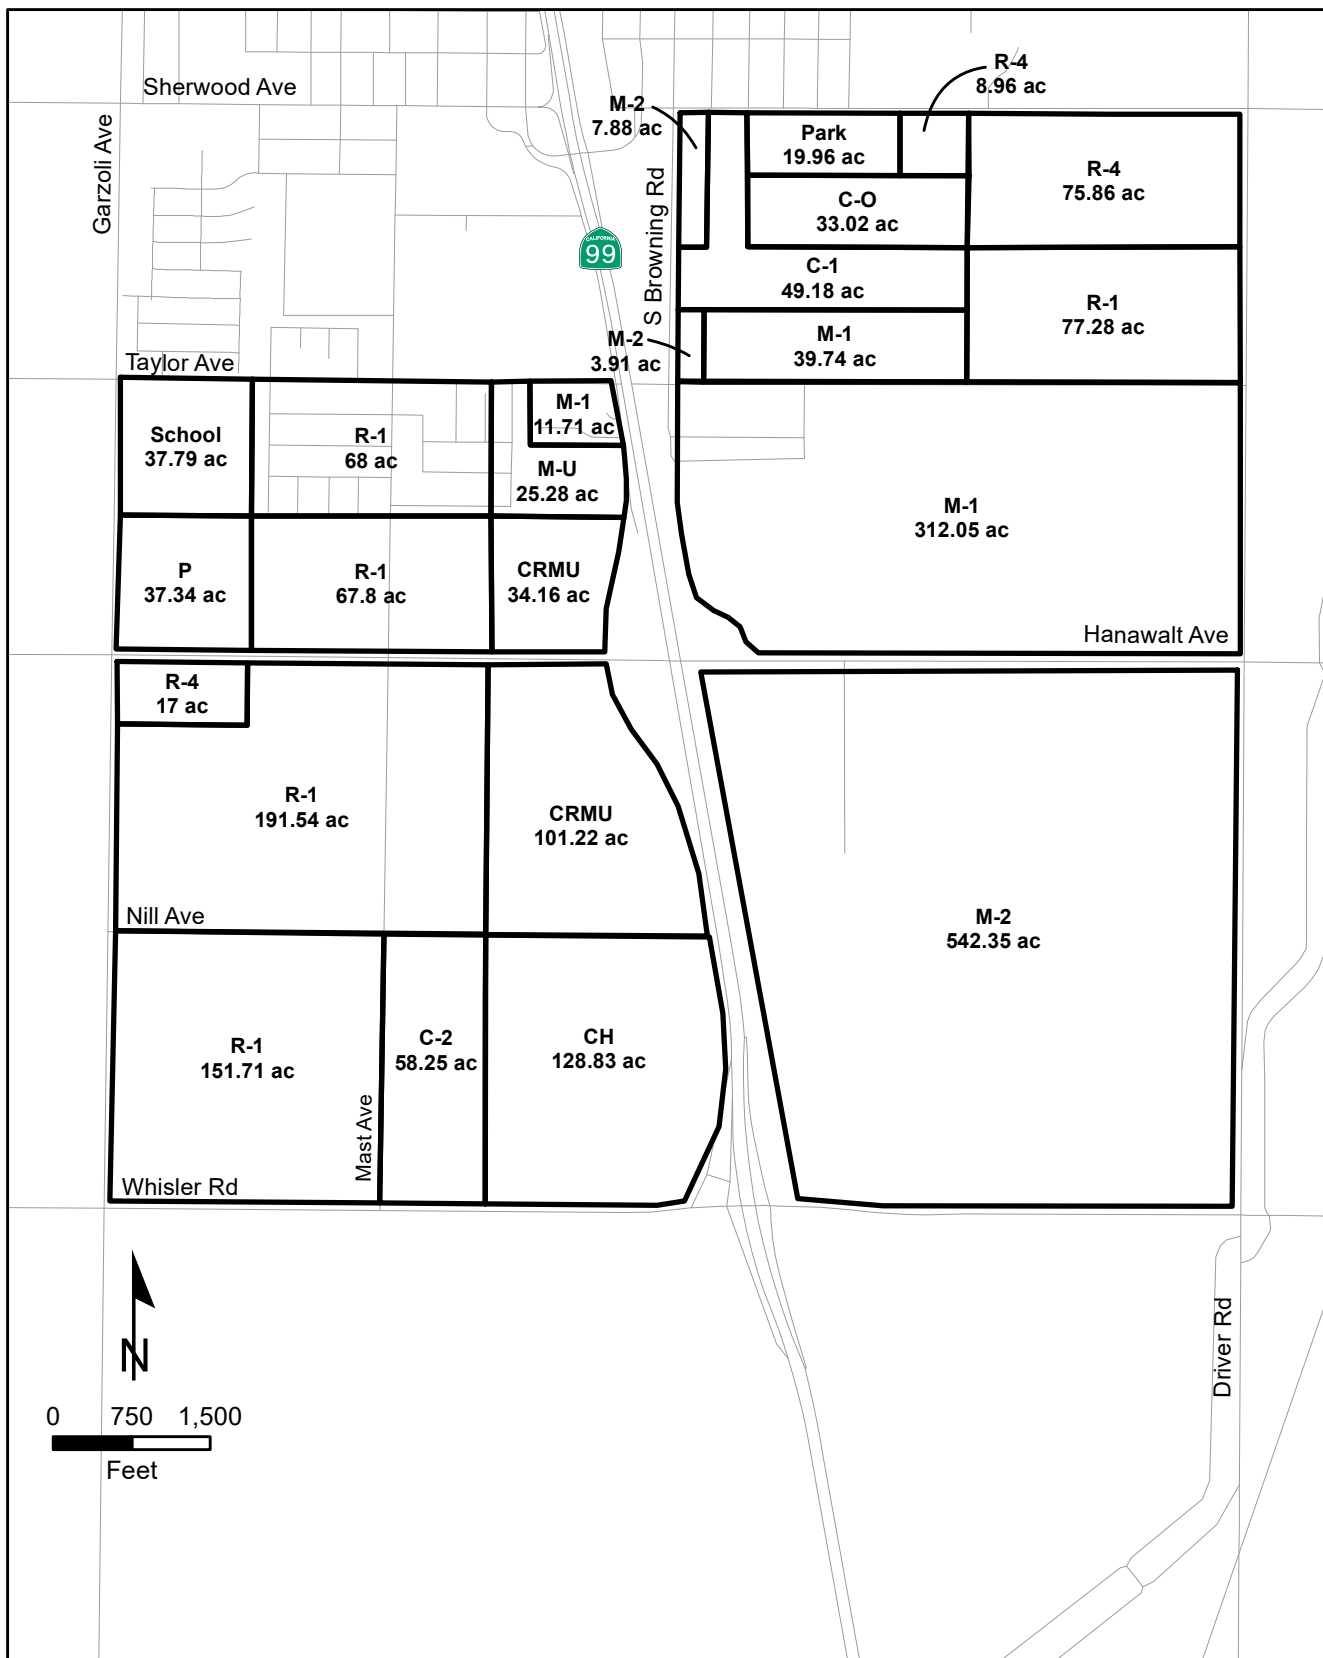 Sherwood Ave
Garzoli Ave
M-2
7.88 ac
R-4
8.96 ac
Park
19.96 ac
R-4
75.86 ac
C-O
33.02 ac
S Browning Rd
CALIFORNIA
99
C-1
49.18 ac
R-1
77.28 ac
M-2
3.91 ac
M-1
39.74 ac
Taylor Ave
School
37.79 ac
R-1
68 ac
M-1
11.71 ac
M-U
25.28 ac
M-1
312.05 ac
P
37.34 ac
R-1
67.8 ac
CRMU
34.16 ac
Hanawalt Ave
R-4
17 ac
R-1
191.54 ac
CRMU
101.22 ac
Nill Ave
M-2
542.35 ac
R-1
151.71 ac
C-2
58.25 ac
CH
128.83 ac
Mast Ave
Whisler Rd
N
Driver Rd
0 750 1,500
Feet